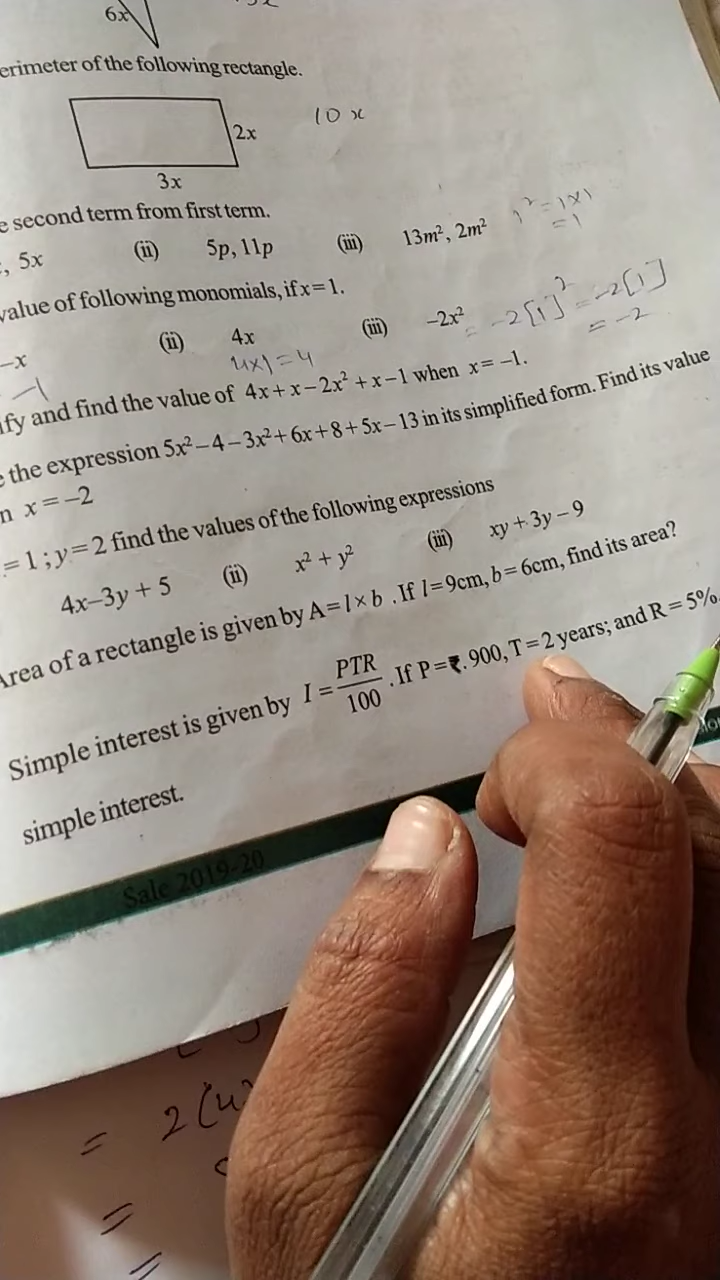 6x
erimeter of the following rectangle.
2x
10 x
3x
e second term from first term.
, 5x (ii) 5p, 11p (iii) 13m², 2m²
1² = 1×1
= 1
value of following monomials, if x = 1.
–x (ii) 4x (iii) –2x² = -2[1]² = -2[1]
= -2
-1 4×1 = 4
ify and find the value of 4x + x – 2x² + x – 1 when x = –1.
the expression 5x² – 4 – 3x² + 6x + 8 + 5x – 13 in its simplified form. Find its value
n x = –2
= 1 ; y = 2 find the values of the following expressions
4x–3y + 5 (ii) x² + y² (iii) xy + 3y – 9
Area of a rectangle is given by A = l × b . If l = 9cm, b = 6cm, find its area?
Simple interest is given by I = PTR/100 . If P = ₹. 900, T = 2 years; and R = 5%
simple interest.
Sale 2019-20
= 2(4
=
=